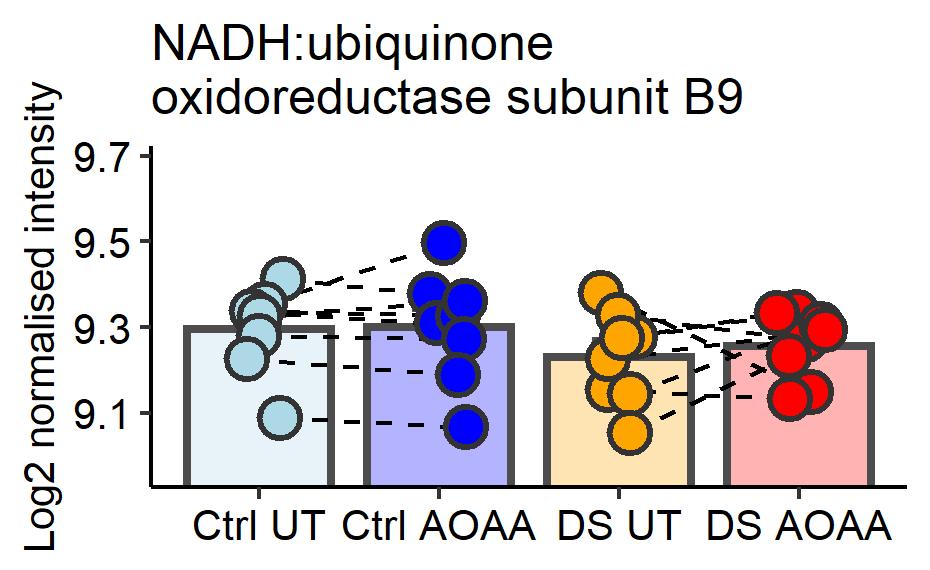 NADH:ubiquinone
oxidoreductase subunit B9
Log2 normalised intensity
9.7
9.5
9.3
9.1
Ctrl UT Ctrl AOAA DS UT DS AOAA